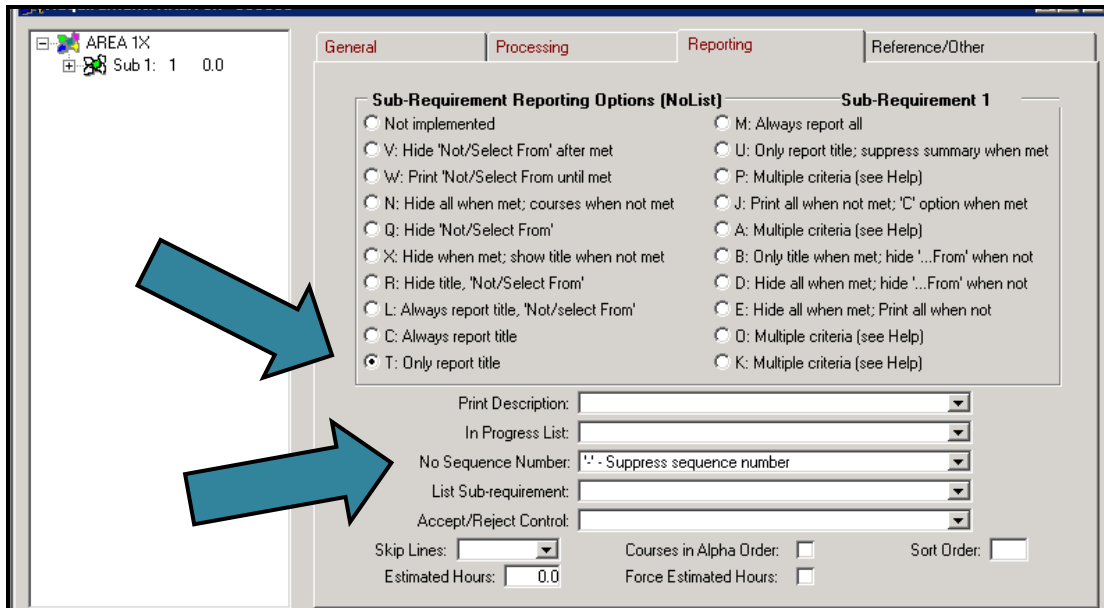 AREA 1X
Sub 1: 1 0.0
General Processing Reporting Reference/Other
Sub-Requirement Reporting Options (NoList) Sub-Requirement 1
Not implemented
V: Hide 'Not/Select From' after met
W: Print 'Not/Select From until met
N: Hide all when met; courses when not met
Q: Hide 'Not/Select From'
X: Hide when met; show title when not met
R: Hide title, 'Not/Select From'
L: Always report title, 'Not/select From'
C: Always report title
T: Only report title
M: Always report all
U: Only report title; suppress summary when met
P: Multiple criteria (see Help)
J: Print all when not met; 'C' option when met
A: Multiple criteria (see Help)
B: Only title when met; hide '...From' when not
D: Hide all when met; hide '...From' when not
E: Hide all when met; Print all when not
O: Multiple criteria (see Help)
K: Multiple criteria (see Help)
Print Description:
In Progress List:
No Sequence Number: '-' - Suppress sequence number
List Sub-requirement:
Accept/Reject Control:
Skip Lines: Courses in Alpha Order: Sort Order:
Estimated Hours: 0.0 Force Estimated Hours: